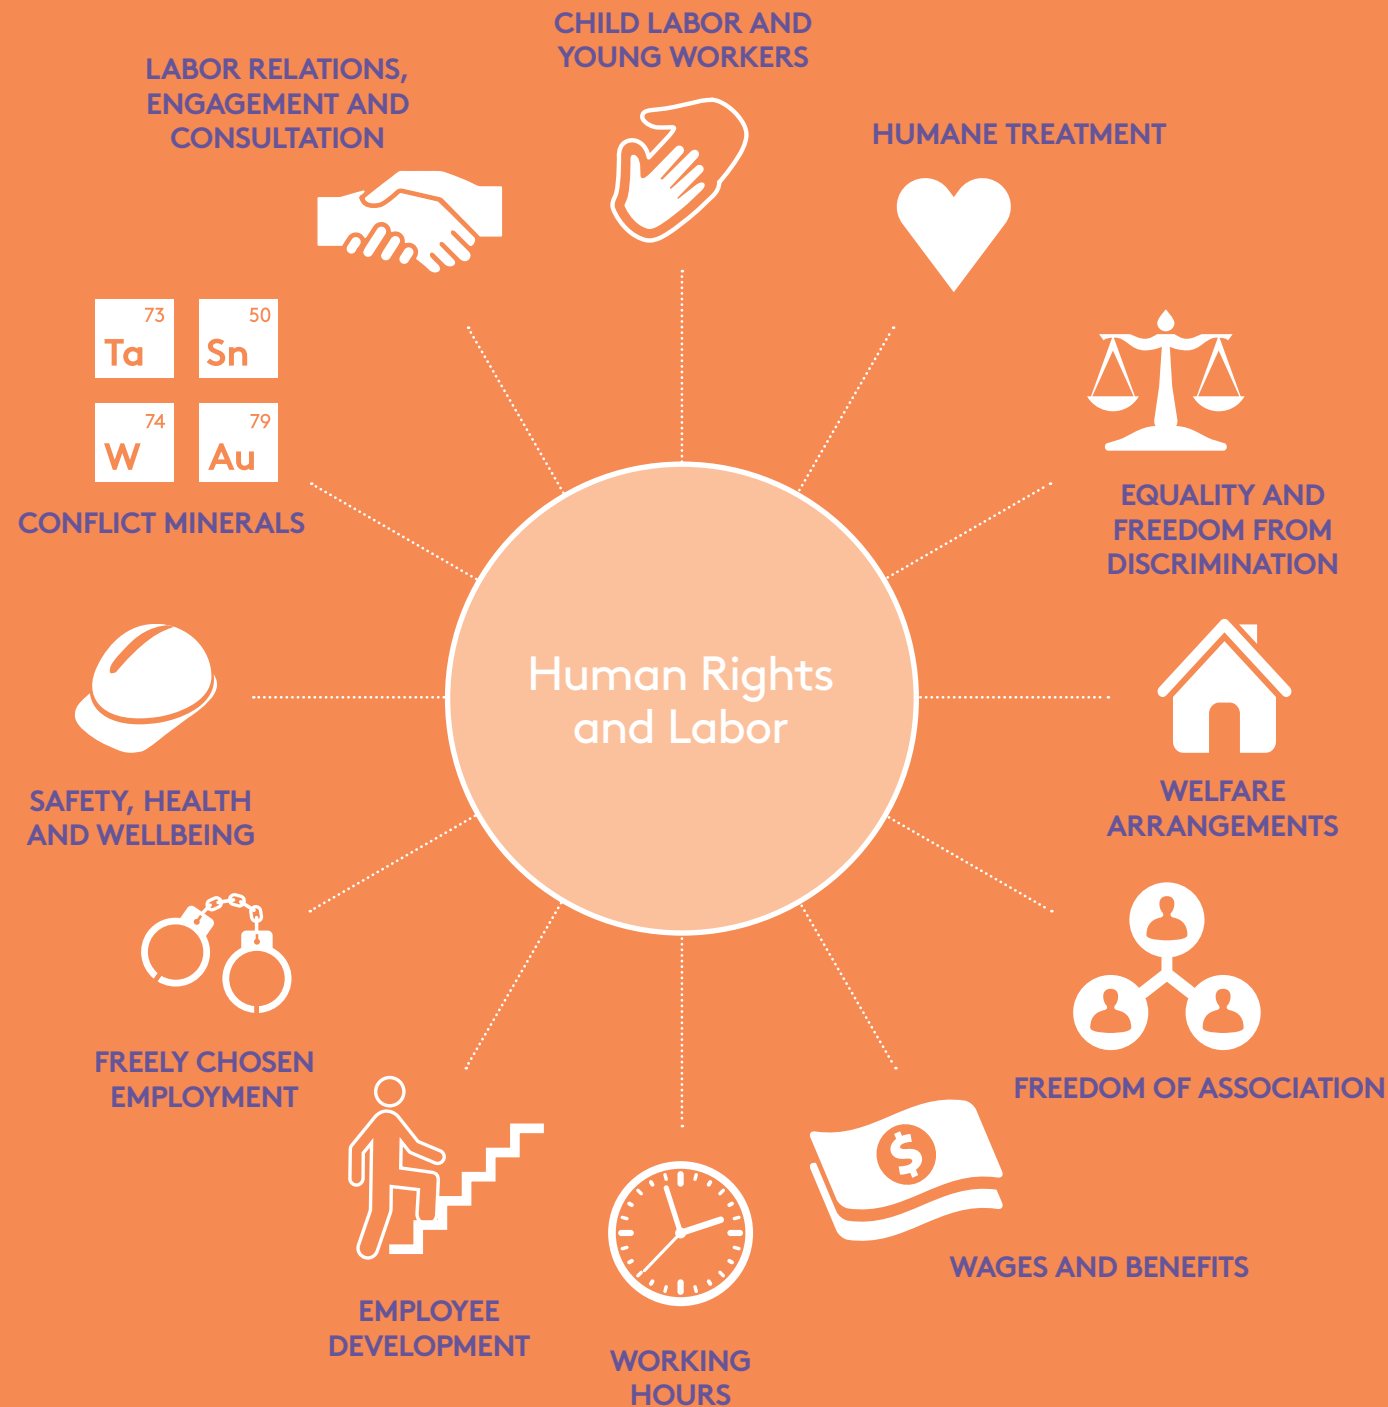 CHILD LABOR AND
YOUNG WORKERS
LABOR RELATIONS,
ENGAGEMENT AND
CONSULTATION
HUMANE TREATMENT
73
Ta
50
Sn
74
W
79
Au
CONFLICT MINERALS
EQUALITY AND
FREEDOM FROM
DISCRIMINATION
Human Rights
and Labor
SAFETY, HEALTH
AND WELLBEING
WELFARE
ARRANGEMENTS
FREELY CHOSEN
EMPLOYMENT
FREEDOM OF ASSOCIATION
$
WAGES AND BENEFITS
EMPLOYEE
DEVELOPMENT
WORKING
HOURS